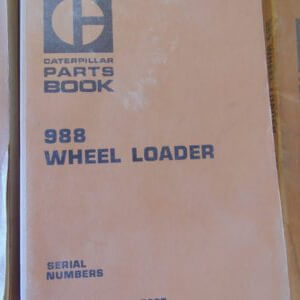 CATERPILLAR
PARTS
BOOK
988
WHEEL LOADER
SERIAL
NUMBERS